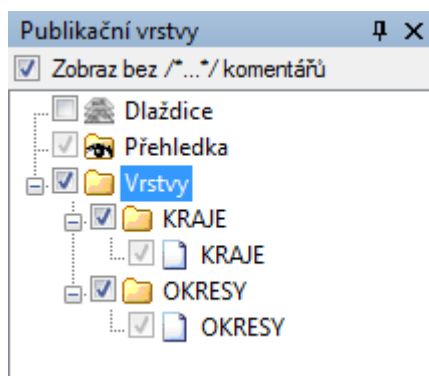 Publikační vrstvy
Zobraz bez /*...*/ komentářů
Dlaždice
Přehledka
Vrstvy
KRAJE
KRAJE
OKRESY
OKRESY